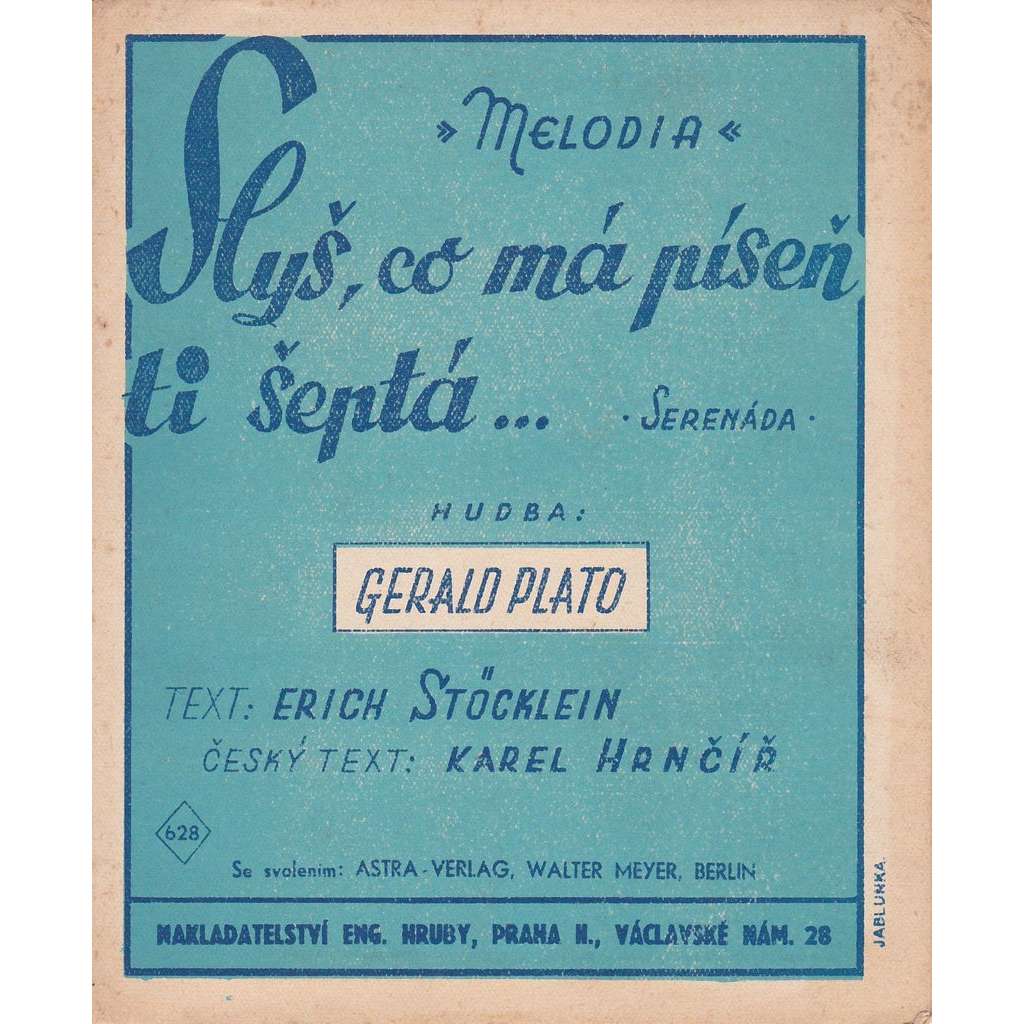 » MELODIA «
Slyš, co má píseň
ti šeptá...
· SERENÁDA ·
HUDBA:
GERALD PLATO
TEXT: ERICH STÖCKLEIN
ČESKÝ TEXT: KAREL HRNČÍŘ
628
Se svolením: ASTRA-VERLAG, WALTER MEYER, BERLIN
NAKLADATELSTVÍ ENG. HRUBY, PRAHA II., VÁCLAVSKÉ NÁM. 28
JABLUNKA.